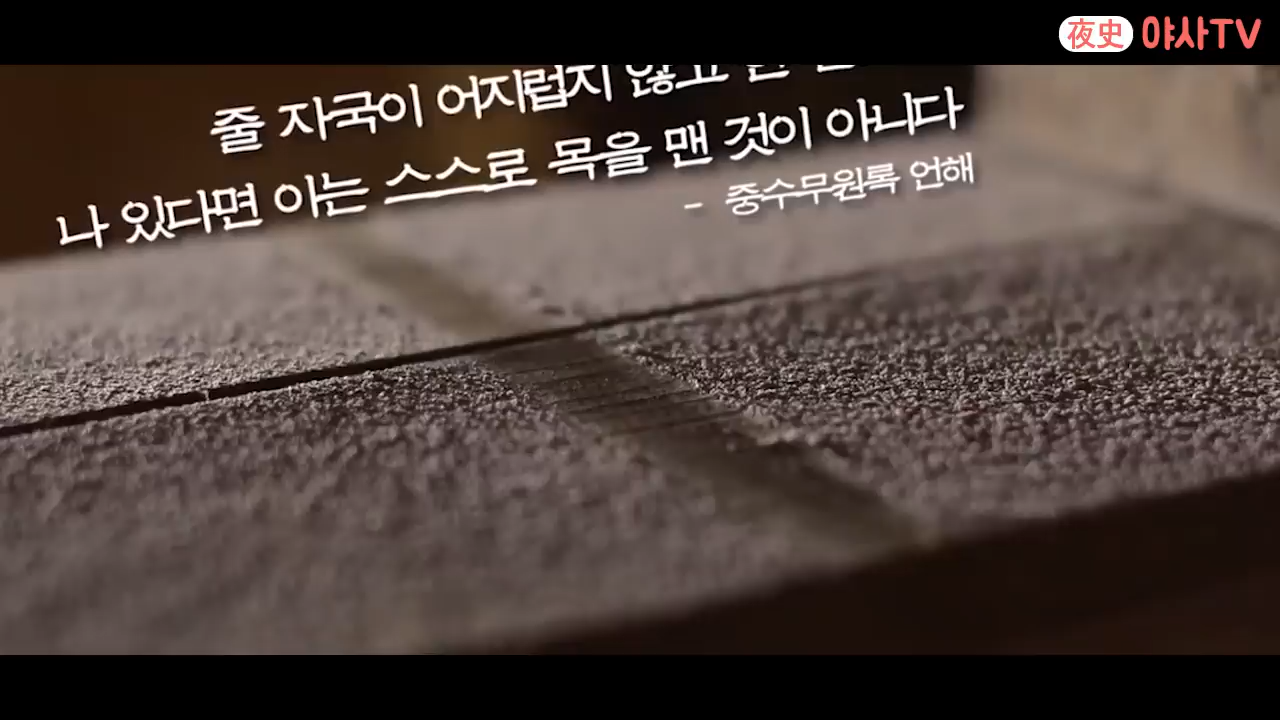 夜史 야사TV
줄 자국이 어지럽지 않고
나 있다면 이는 스스로 목을 맨 것이 아니다
- 중수무원록 언해